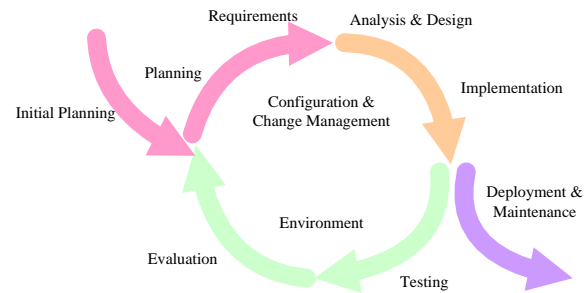 Requirements
Analysis & Design
Planning
Implementation
Initial Planning
Configuration &
Change Management
Deployment &
Maintenance
Environment
Evaluation
Testing